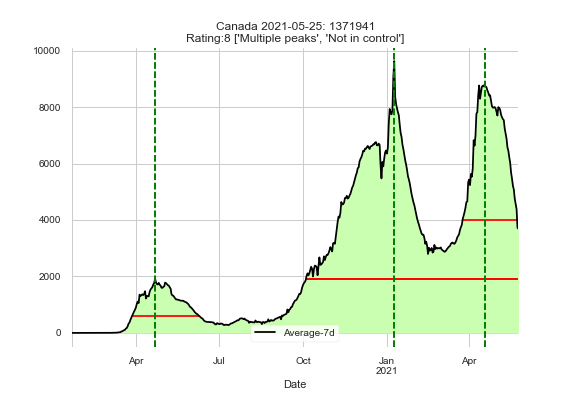 Canada 2021-05-25: 1371941
Rating:8 ['Multiple peaks', 'Not in control']
10000
8000
6000
4000
2000
0
Average-7d
Apr Jul Oct Jan Apr
2021
Date